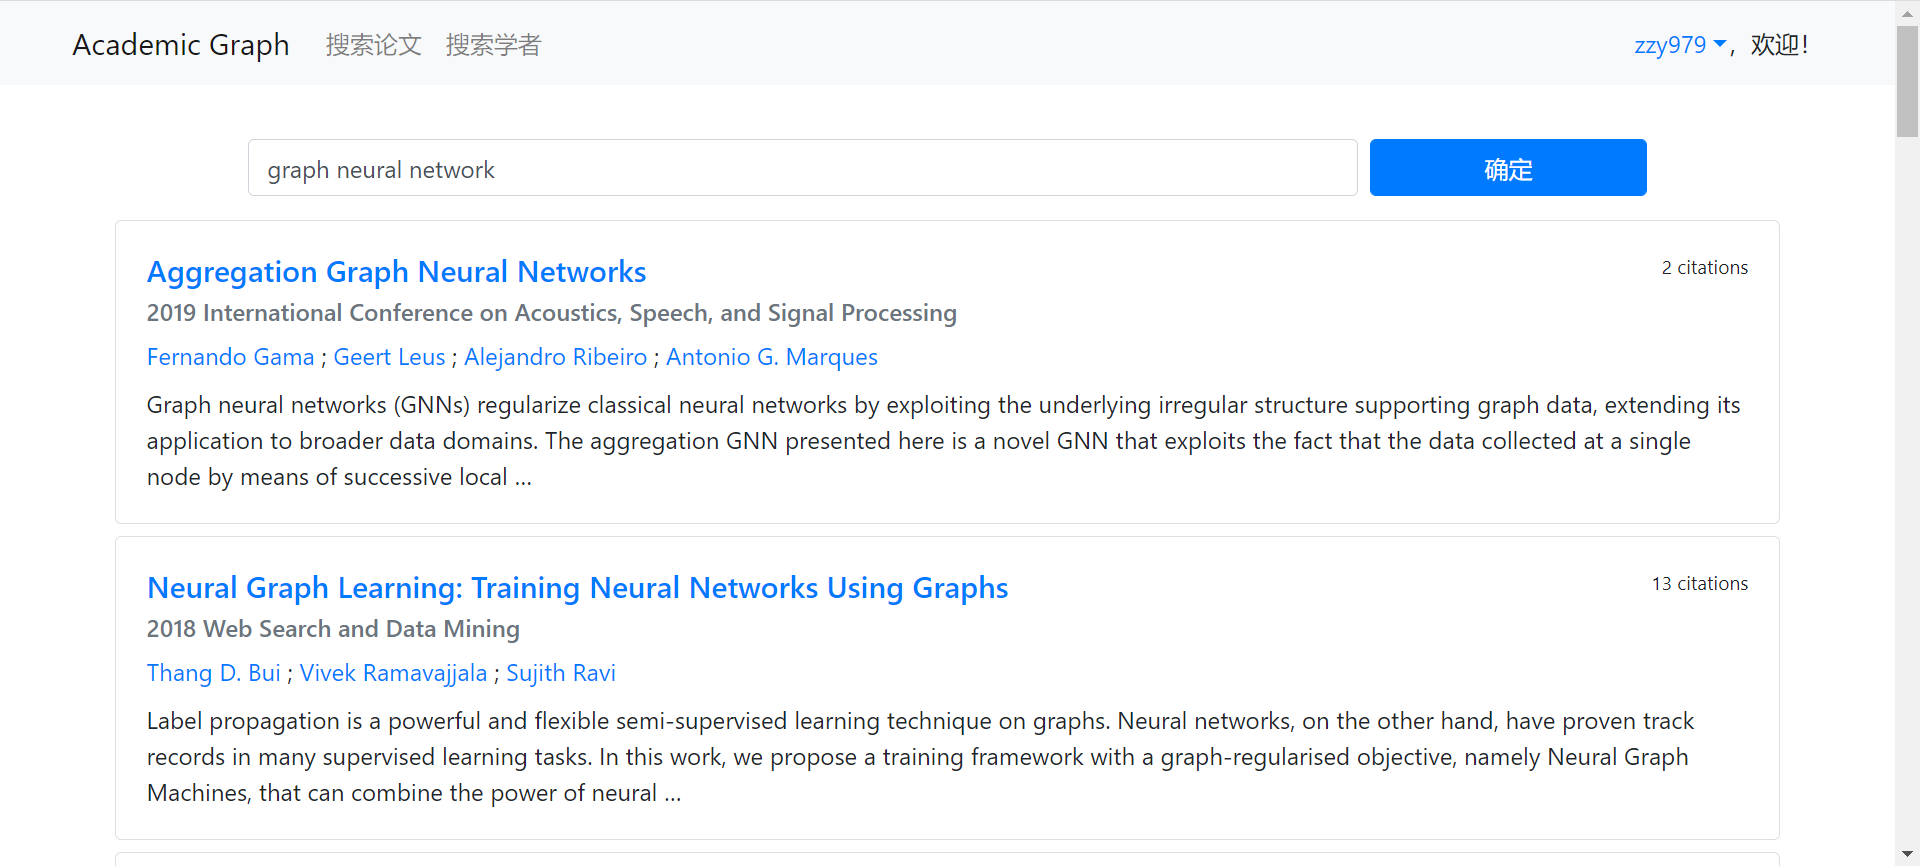 Academic Graph 搜索论文 搜索学者 zzy979 ，欢迎！
graph neural network 确定
Aggregation Graph Neural Networks 2 citations
2019 International Conference on Acoustics, Speech, and Signal Processing
Fernando Gama ; Geert Leus ; Alejandro Ribeiro ; Antonio G. Marques
Graph neural networks (GNNs) regularize classical neural networks by exploiting the underlying irregular structure supporting graph data, extending its
application to broader data domains. The aggregation GNN presented here is a novel GNN that exploits the fact that the data collected at a single
node by means of successive local ...
Neural Graph Learning: Training Neural Networks Using Graphs 13 citations
2018 Web Search and Data Mining
Thang D. Bui ; Vivek Ramavajjala ; Sujith Ravi
Label propagation is a powerful and flexible semi-supervised learning technique on graphs. Neural networks, on the other hand, have proven track
records in many supervised learning tasks. In this work, we propose a training framework with a graph-regularised objective, namely Neural Graph
Machines, that can combine the power of neural ...